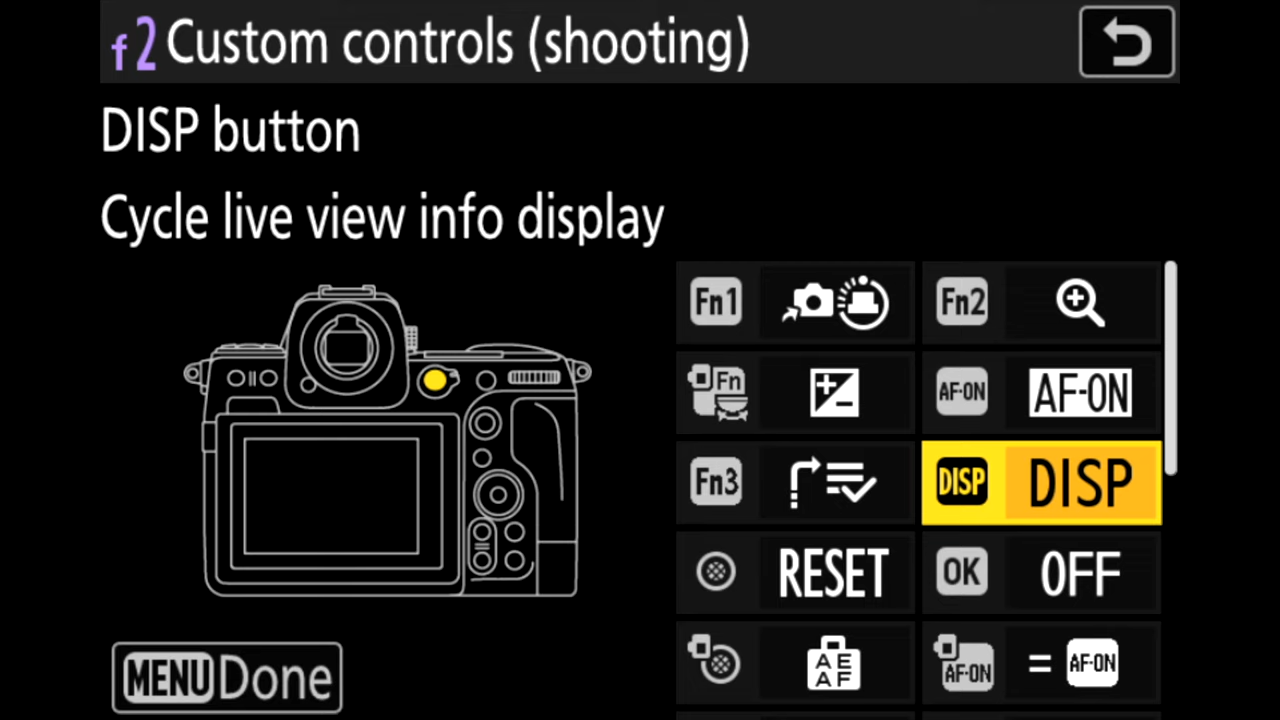 f2 Custom controls (shooting)
DISP button
Cycle live view info display
Fn1
Fn2
Fn
AF-ON AF-ON
Fn3
DISP DISP
RESET
OK OFF
AE
AF
AF-ON = AF-ON
MENU Done